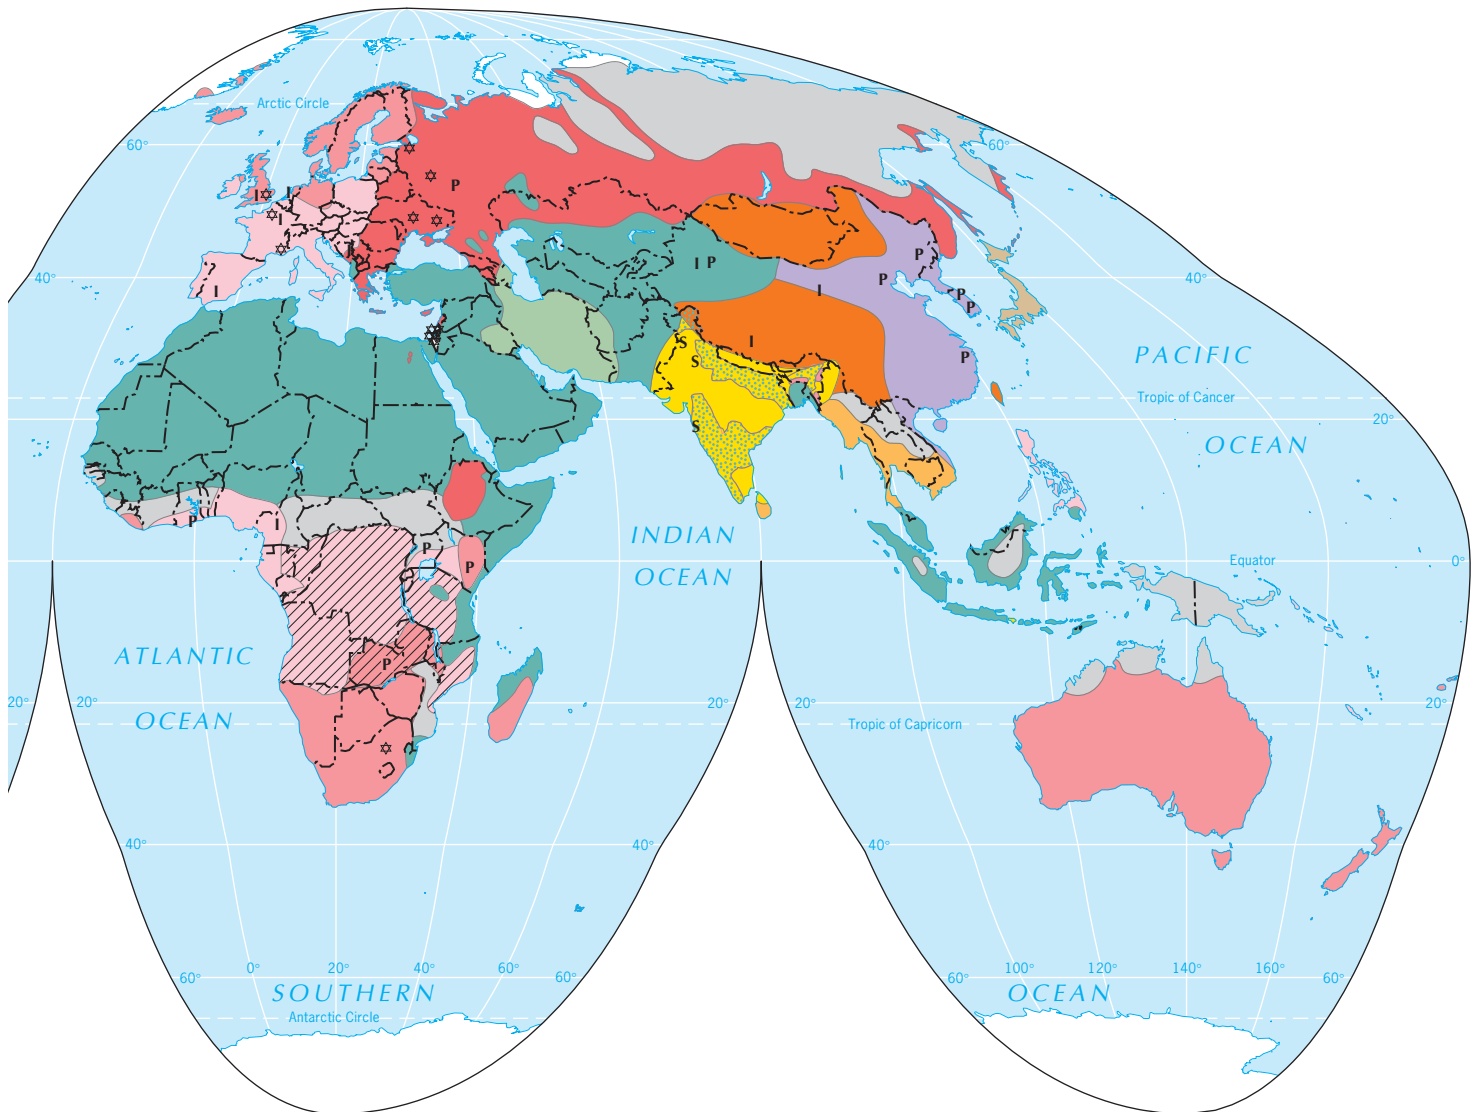 Arctic Circle
60°
60°
P
I
I
I
P
P
40°
I P
P
40°
I
P
P
I
S
I
P
PACIFIC
S
Tropic of Cancer
20°
S
OCEAN
P
I
INDIAN
P
P
Equator
0°
OCEAN
ATLANTIC
P
20°
20°
20°
20°
20°
OCEAN
Tropic of Capricorn
40°
40°
40°
0°
20°
40°
60°
100°
120°
140°
160°
60°
60°
60°
60°
SOUTHERN
OCEAN
Antarctic Circle